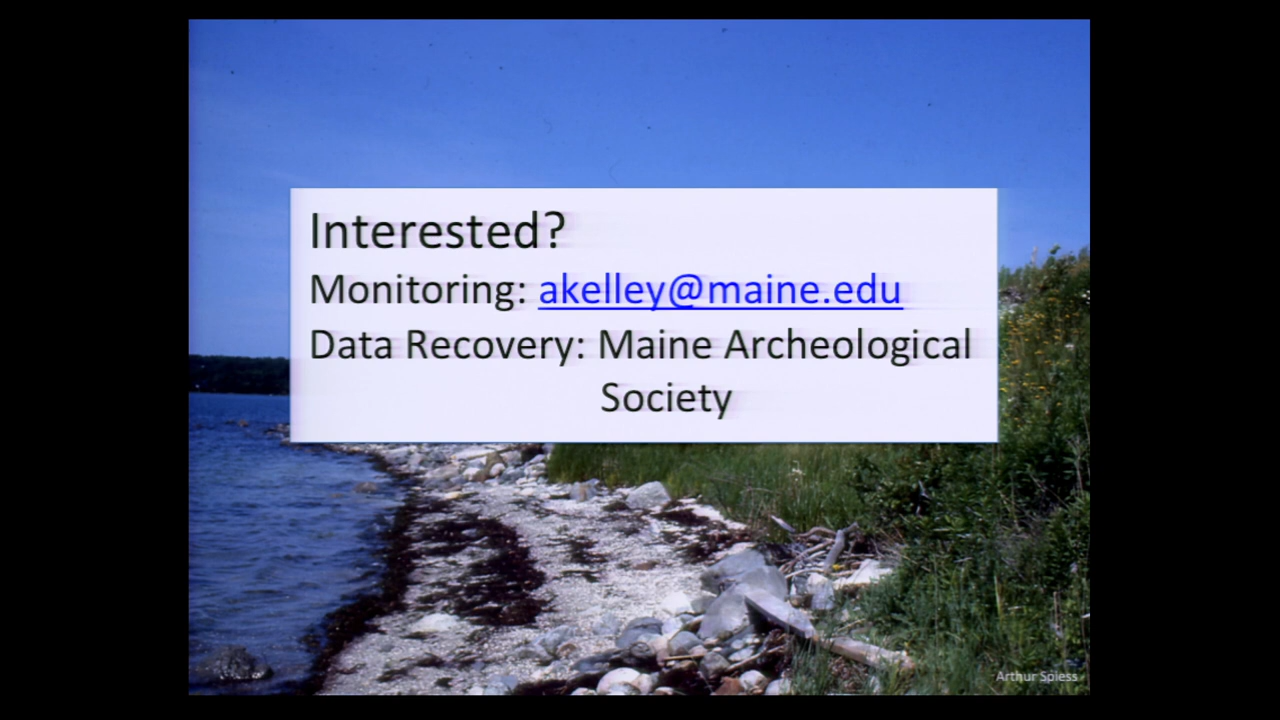 Interested?
Monitoring: akelley@maine.edu
Data Recovery: Maine Archeological
Society
Arthur Spiess